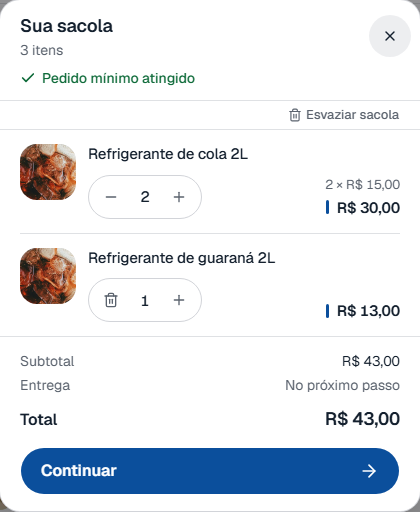 Sua sacola
3 itens
Pedido mínimo atingido
Esvaziar sacola
Refrigerante de cola 2L
2
2 × R$ 15,00
R$ 30,00
Refrigerante de guaraná 2L
1
R$ 13,00
Subtotal R$ 43,00
Entrega No próximo passo
Total R$ 43,00
Continuar